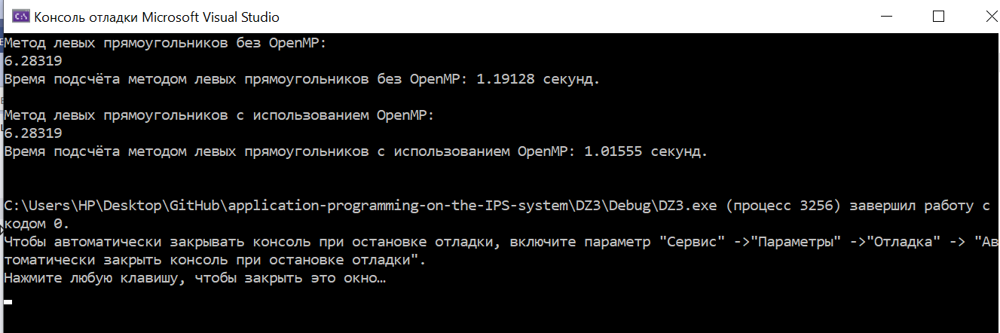 Консоль отладки Microsoft Visual Studio
Метод левых прямоугольников без OpenMP:
6.28319
Время подсчёта методом левых прямоугольников без OpenMP: 1.19128 секунд.
Метод левых прямоугольников с использованием OpenMP:
6.28319
Время подсчёта методом левых прямоугольников с использованием OpenMP: 1.01555 секунд.
C:\Users\HP\Desktop\GitHub\application-programming-on-the-IPS-system\DZ3\Debug\DZ3.exe (процесс 3256) завершил работу с
кодом 0.
Чтобы автоматически закрывать консоль при остановке отладки, включите параметр "Сервис" ->"Параметры" ->"Отладка" -> "Ав
томатически закрыть консоль при остановке отладки".
Нажмите любую клавишу, чтобы закрыть это окно…